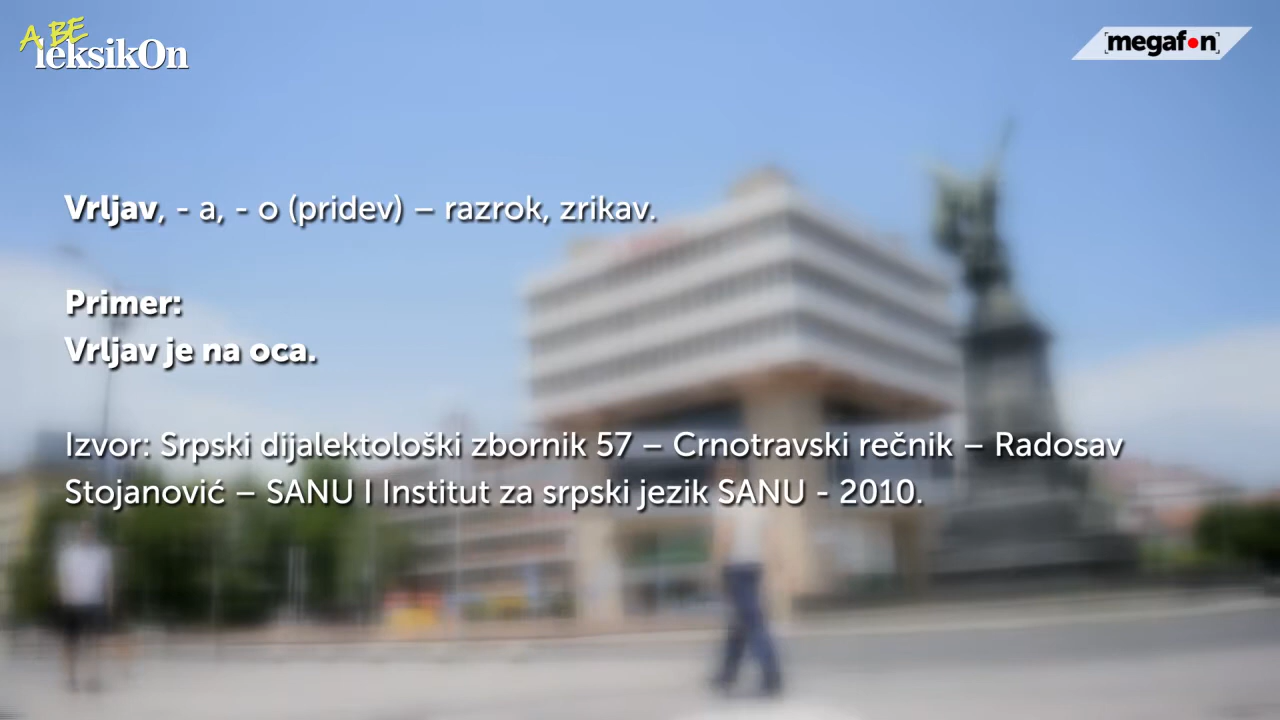 A BE
leksikOn
[megafon]
Vrljav, - a, - o (pridev) – razrok, zrikav.
Primer:
Vrljav je na oca.
Izvor: Srpski dijalektološki zbornik 57 – Crnotravski rečnik – Radosav
Stojanović – SANU I Institut za srpski jezik SANU - 2010.